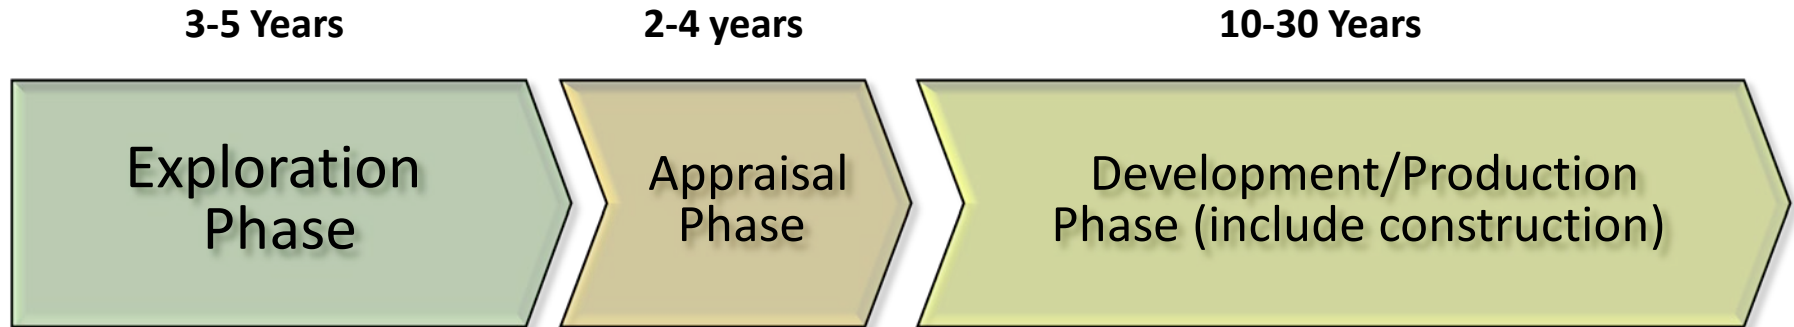 3-5 Years
2-4 years
10-30 Years
Exploration
Phase
Appraisal
Phase
Development/Production
Phase (include construction)